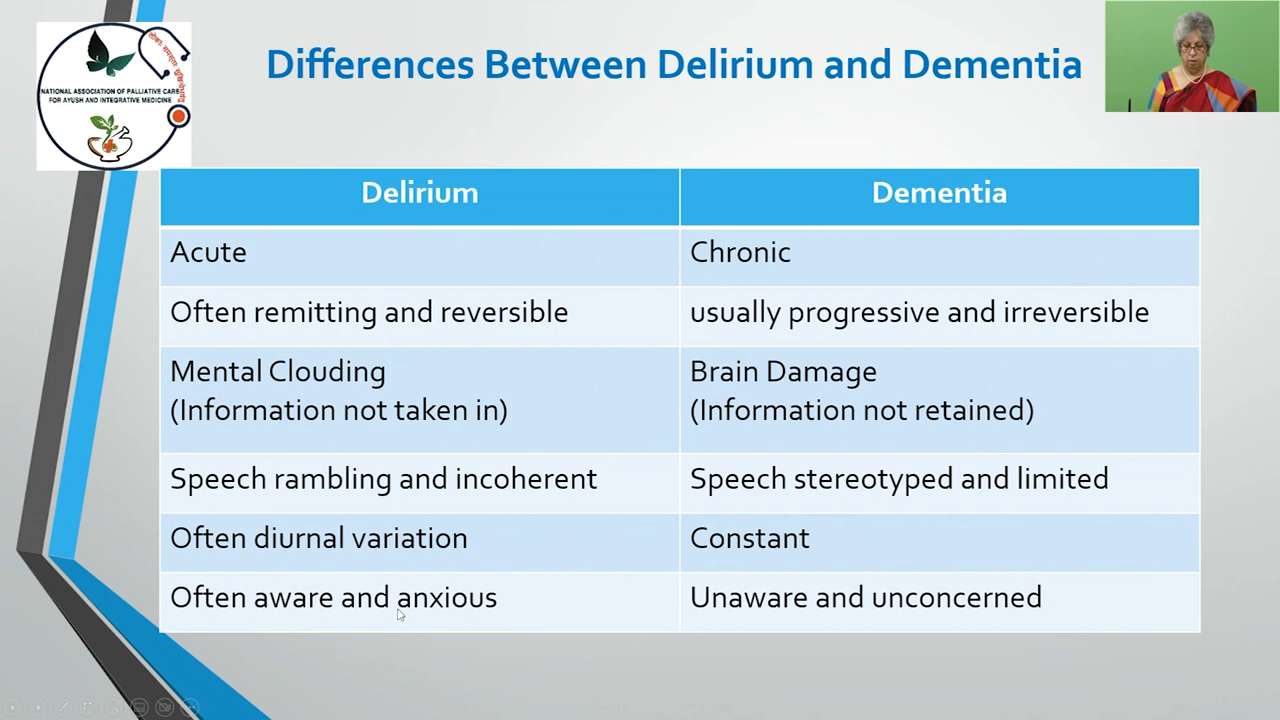 Differences Between Delirium and Dementia
NATIONAL ASSOCIATION OF PALLIATIVE CARE
FOR AYUSH AND INTEGRATIVE MEDICINE
Delirium
Dementia
Acute
Chronic
Often remitting and reversible
usually progressive and irreversible
Mental Clouding
(Information not taken in)
Brain Damage
(Information not retained)
Speech rambling and incoherent
Speech stereotyped and limited
Often diurnal variation
Constant
Often aware and anxious
Unaware and unconcerned